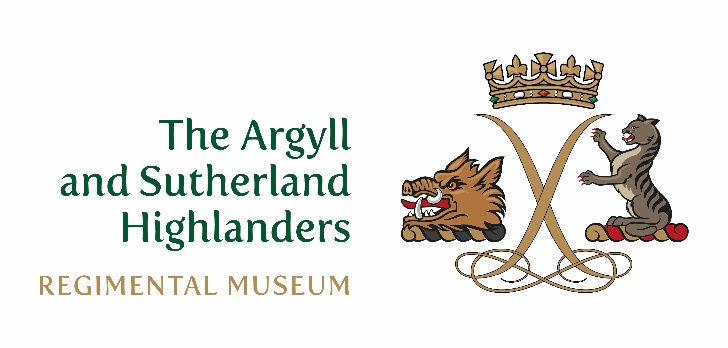 The Argyll
and Sutherland
Highlanders
REGIMENTAL MUSEUM